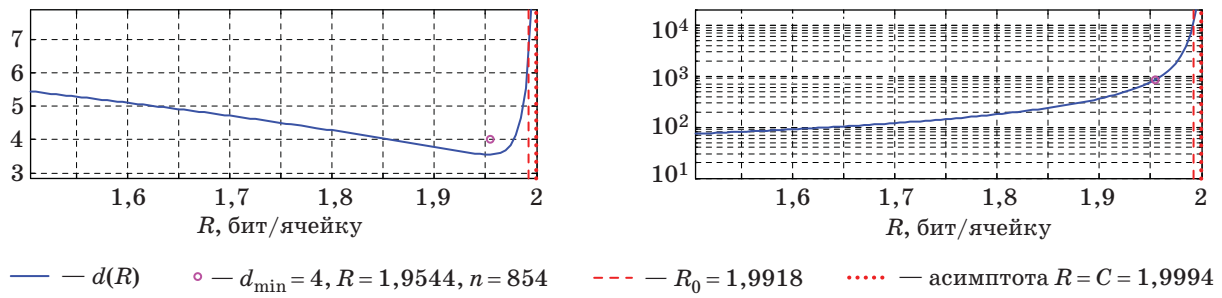 7
6
5
4
3
1,6 1,7 1,8 1,9 2
R, бит/ячейку
10⁴
10³
10²
10¹
1,6 1,7 1,8 1,9 2
R, бит/ячейку
— d(R)
— d_min = 4, R = 1,9544, n = 854
— R₀ = 1,9918
— асимптота R = C = 1,9994